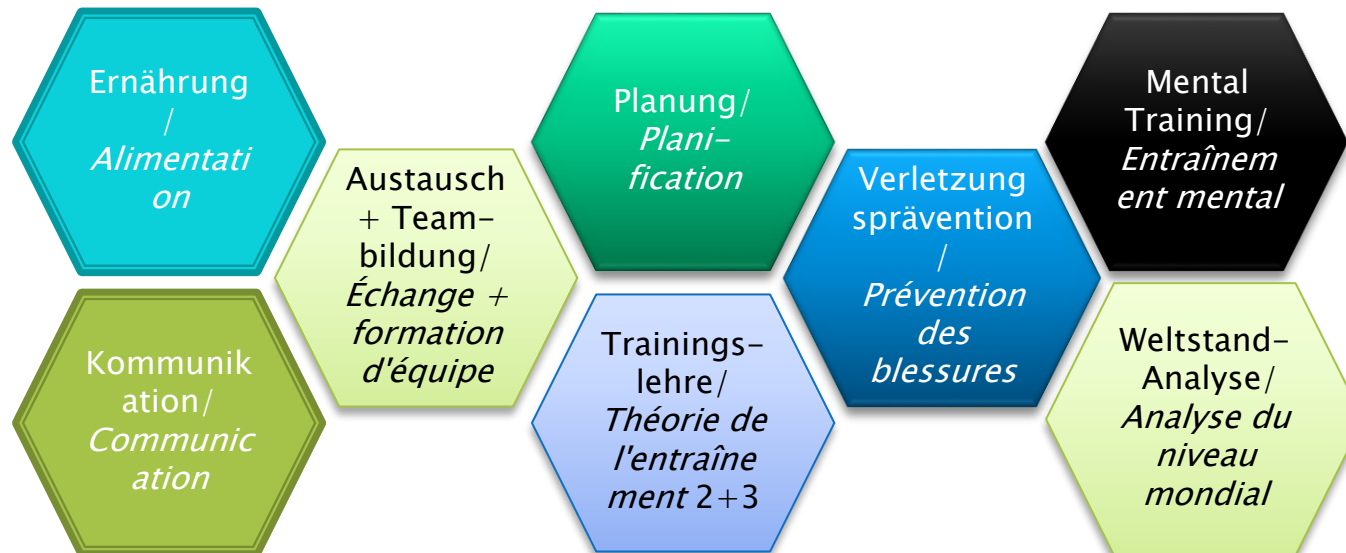 Ernährung
/
Alimentati
on
Kommunik
ation/
Communic
ation
Austausch
+ Team-
bildung/
Échange +
formation
d'équipe
Planung/
Plani-
fication
Trainings-
lehre/
Théorie de
l'entraîne
ment 2+3
Verletzung
sprävention
/
Prévention
des
blessures
Mental
Training/
Entraînem
ent mental
Weltstand-
Analyse/
Analyse du
niveau
mondial